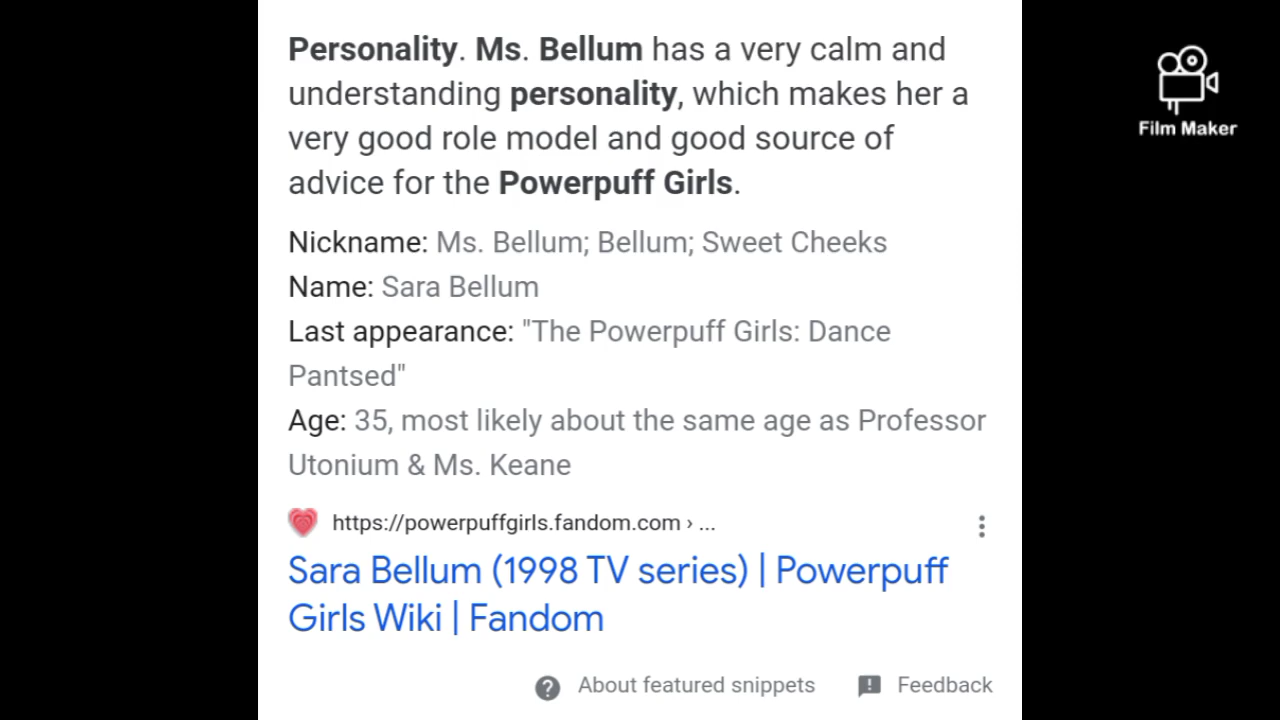 Personality. Ms. Bellum has a very calm and
understanding personality, which makes her a
very good role model and good source of
advice for the Powerpuff Girls.
Nickname: Ms. Bellum; Bellum; Sweet Cheeks
Name: Sara Bellum
Last appearance: "The Powerpuff Girls: Dance
Pantsed"
Age: 35, most likely about the same age as Professor
Utonium & Ms. Keane
https://powerpuffgirls.fandom.com › ...
Sara Bellum (1998 TV series) | Powerpuff
Girls Wiki | Fandom
About featured snippets Feedback
Film Maker